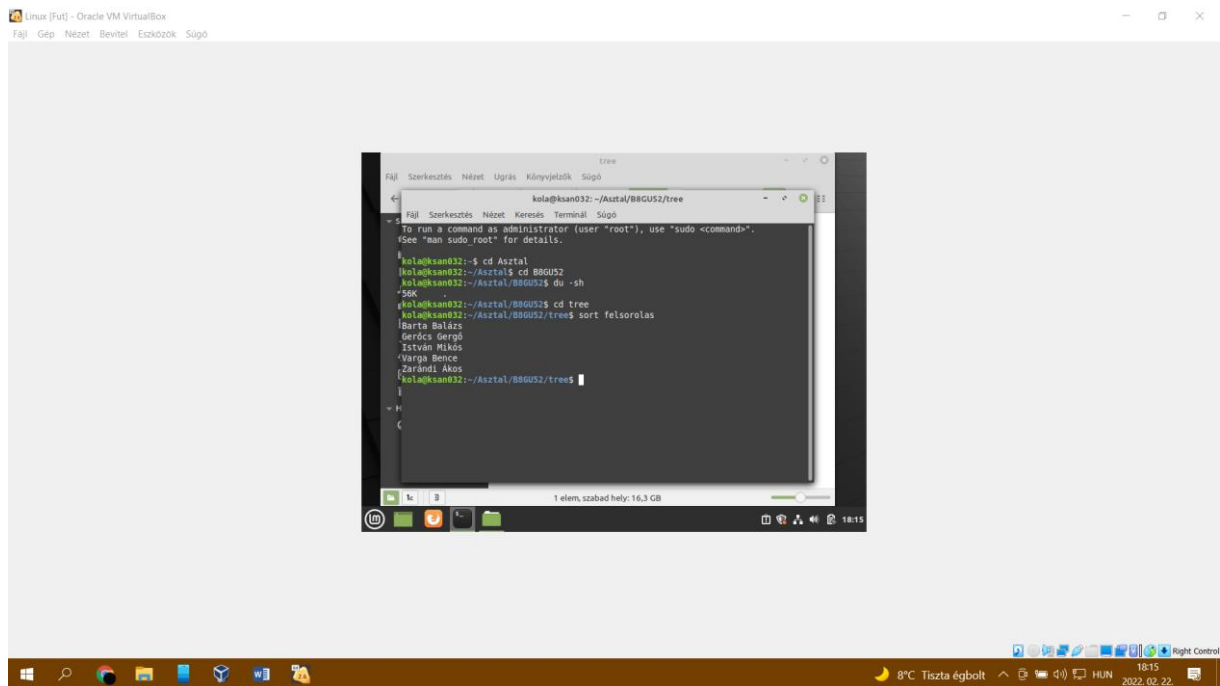 Linux [Fut] - Oracle VM VirtualBox
Fájl Gép Nézet Bevitel Eszközök Súgó
tree
Fájl Szerkesztés Nézet Ugrás Könyvjelzők Súgó
kola@ksan032: ~/Asztal/B8GU52/tree
Fájl Szerkesztés Nézet Keresés Terminál Súgó
To run a command as administrator (user "root"), use "sudo <command>".
See "man sudo_root" for details.
kola@ksan032:~$ cd Asztal
kola@ksan032:~/Asztal$ cd B8GU52
kola@ksan032:~/Asztal/B8GU52$ du -sh
56K .
kola@ksan032:~/Asztal/B8GU52$ cd tree
kola@ksan032:~/Asztal/B8GU52/tree$ sort felsorolas
Barta Balázs
Gerőcs Gergő
István Mikós
Varga Bence
Zarándi Ákos
kola@ksan032:~/Asztal/B8GU52/tree$
1 elem, szabad hely: 16,3 GB
18:15
Right Control
8°C Tiszta égbolt HUN 18:15
2022. 02. 22.